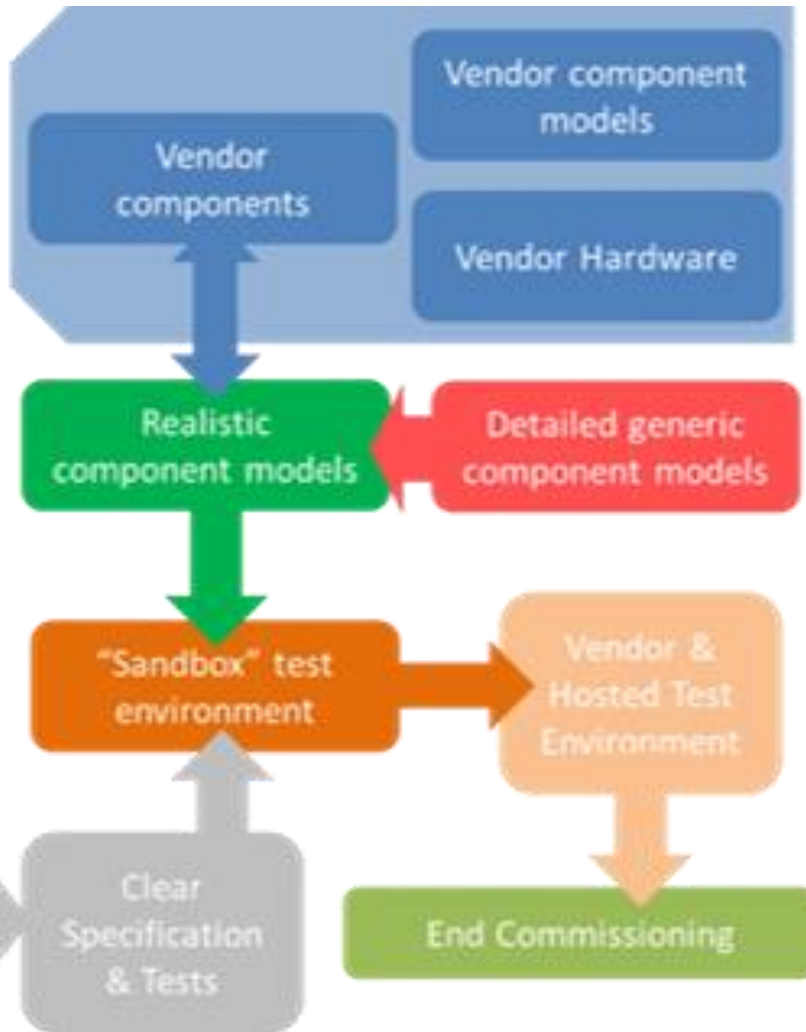 Vendor component
models
Vendor
components
Vendor Hardware
Realistic
component models
Detailed generic
component models
"Sandbox" test
environment
Vendor &
Hosted Test
Environment
Clear
Specification
& Tests
End Commissioning